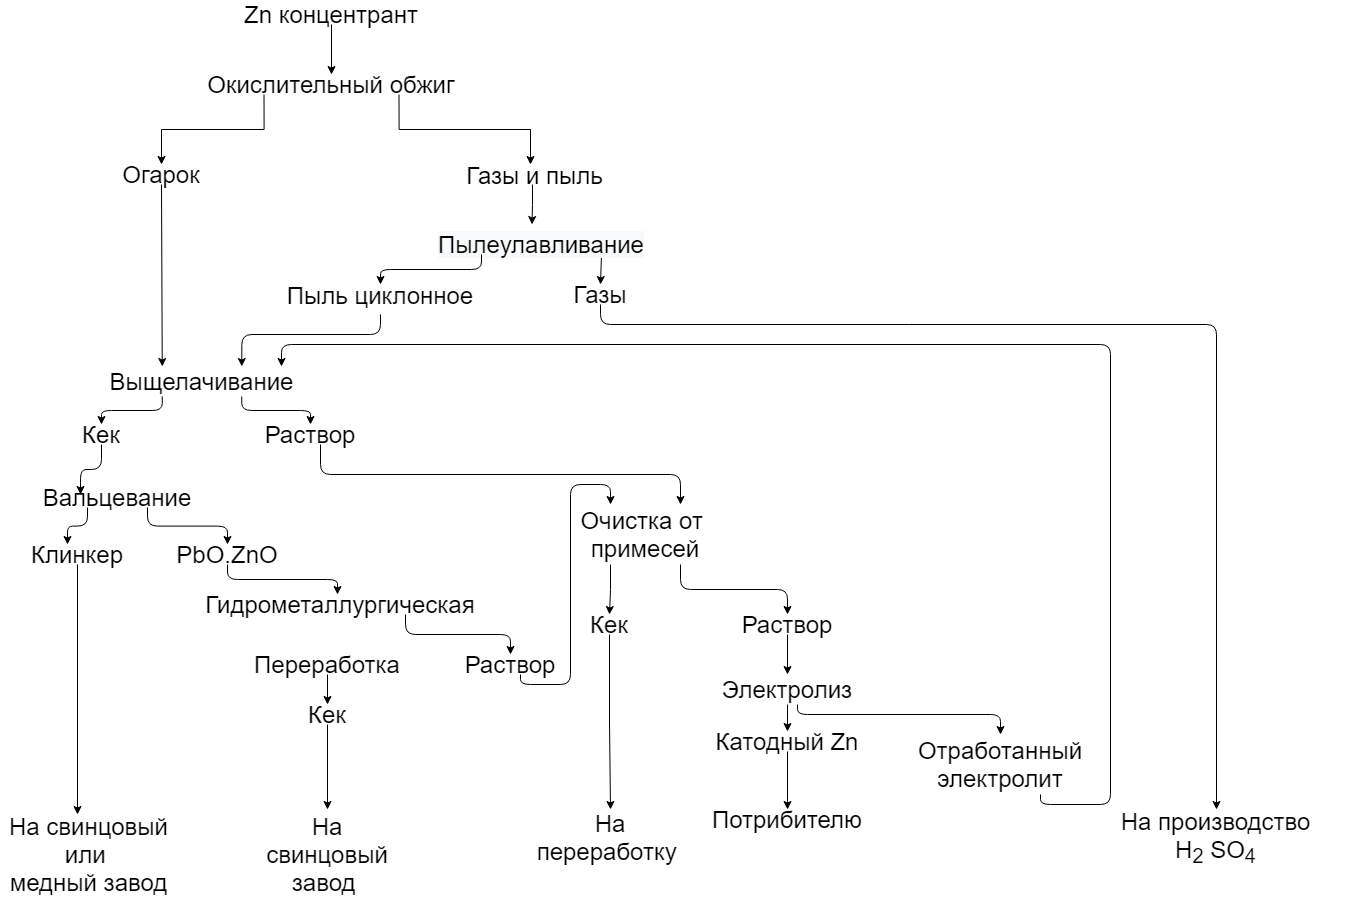 Zn концентрант
Окислительный обжиг
Огарок
Газы и пыль
Пылеулавливание
Пыль циклонное
Газы
Выщелачивание
Кек
Раствор
Вальцевание
Очистка от
примесей
Клинкер
PbO.ZnO
Гидрометаллургическая
Кек
Раствор
Переработка
Раствор
Электролиз
Кек
Катодный Zn
Отработанный
электролит
На свинцовый
или
медный завод
На
свинцовый
завод
На
переработку
Потрибителю
На производство
H2 SO4